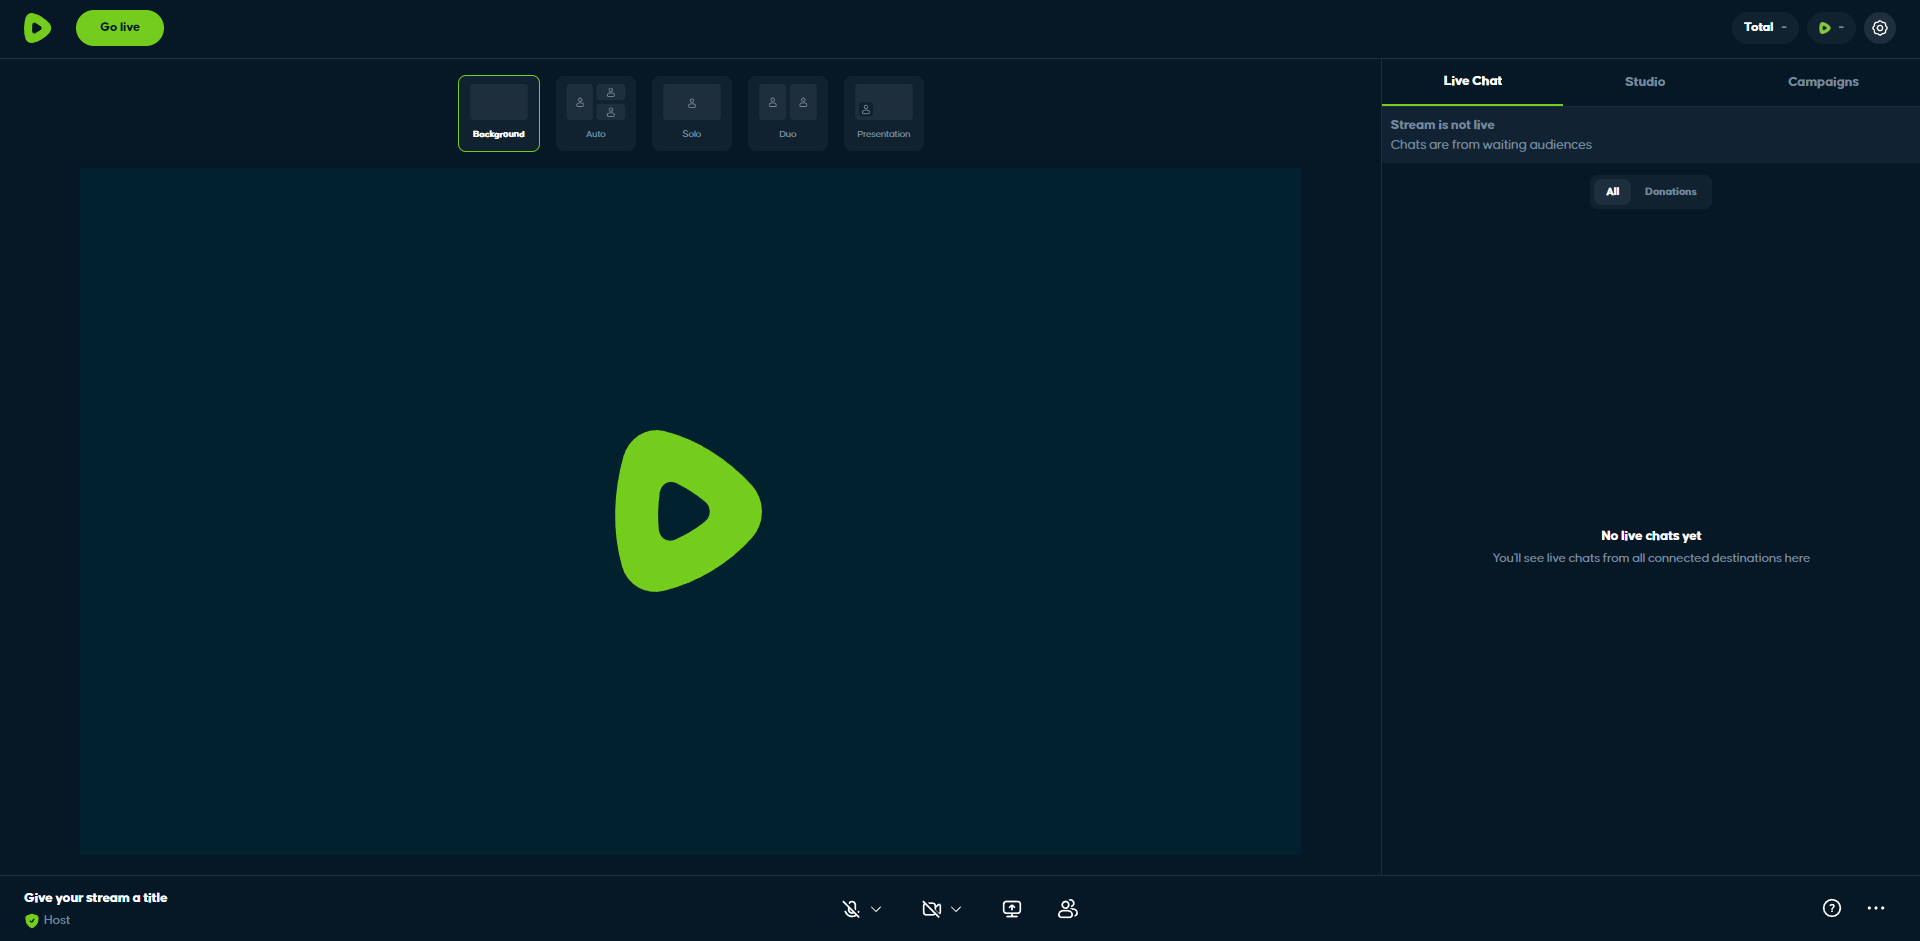 Go live
Total -
-
Background
Auto
Solo
Duo
Presentation
Live Chat
Studio
Campaigns
Stream is not live
Chats are from waiting audiences
All
Donations
No live chats yet
You'll see live chats from all connected destinations here
Give your stream a title
Host